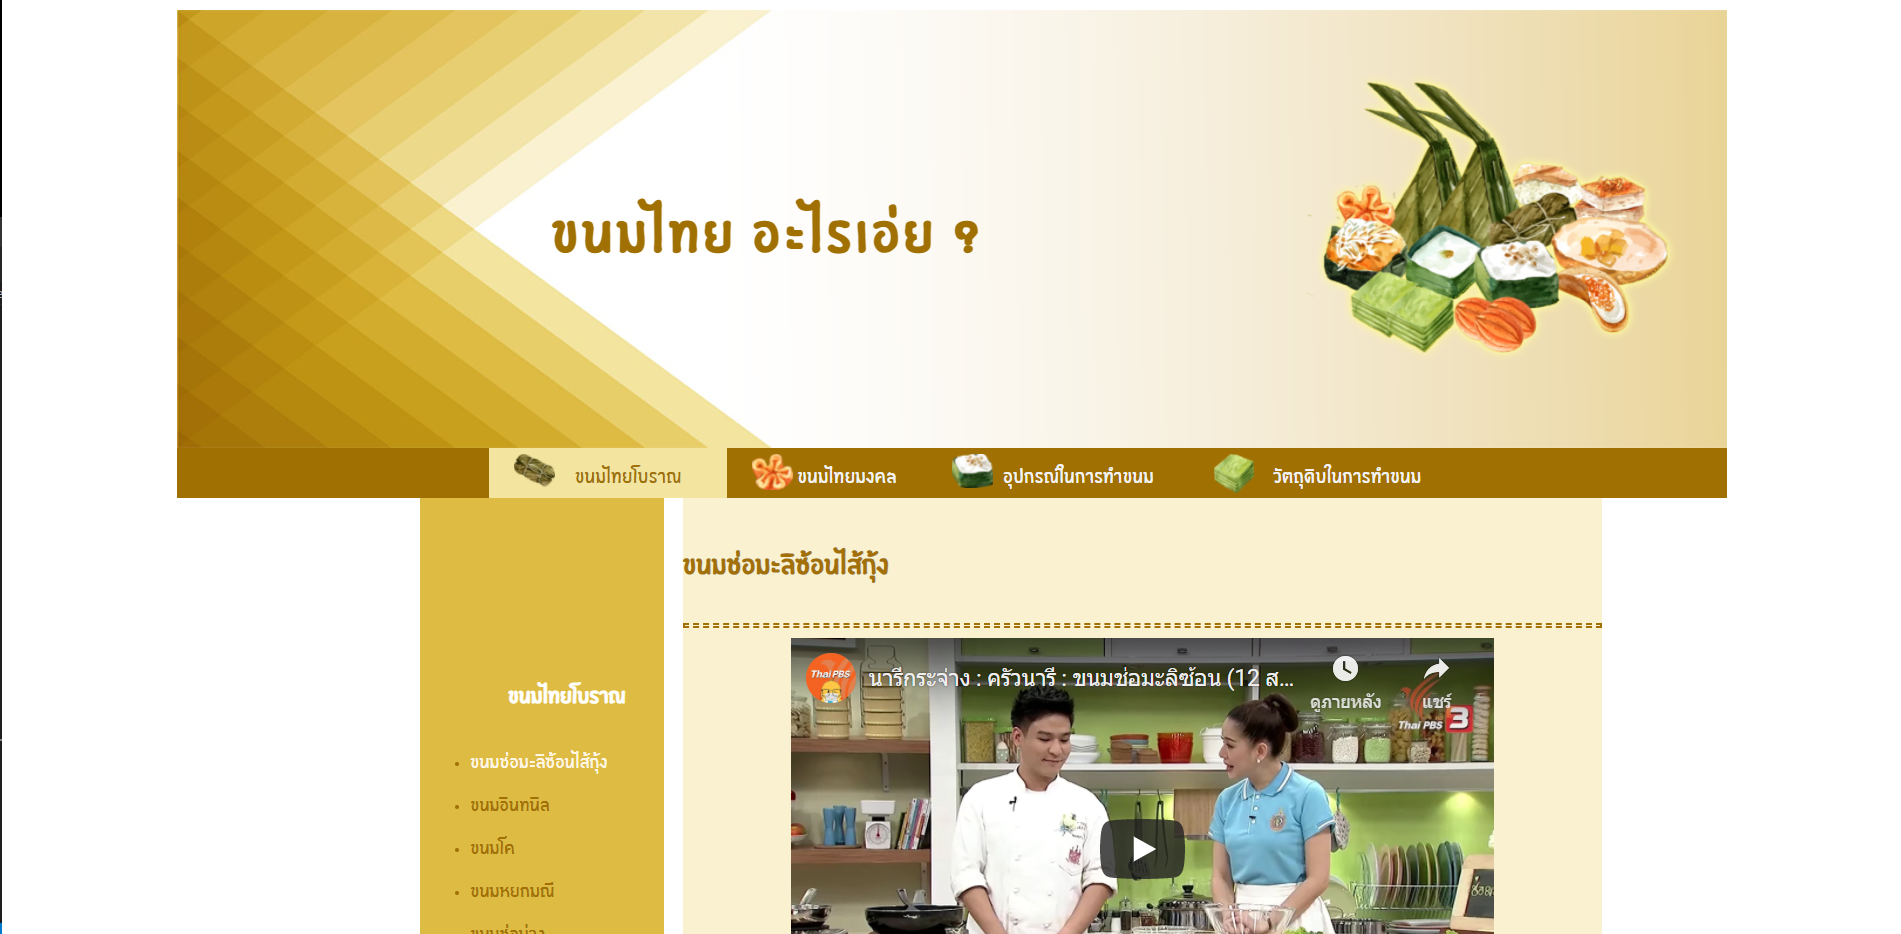 ขนมไทย อะไรเอ่ย ?
ขนมไทยโบราณ
ขนมไทยมงคล
อุปกรณ์ในการทำขนม
วัตถุดิบในการทำขนม
ขนมช่อมะลิซ้อนไส้กุ้ง
Thai PBS
นารีกระจ่าง : ครัวนารี : ขนมช่อมะลิซ้อน (12 ส...
ดูภายหลัง
แชร์
Thai PBS 3
ขนมไทยโบราณ
ขนมช่อมะลิซ้อนไส้กุ้ง
ขนมอินทนิล
ขนมโค
ขนมหยกมณี